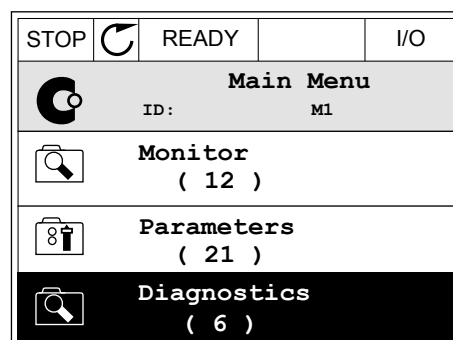 STOP READY I/O
Main Menu
ID: M1
Monitor
( 12 )
Parameters
( 21 )
Diagnostics
( 6 )